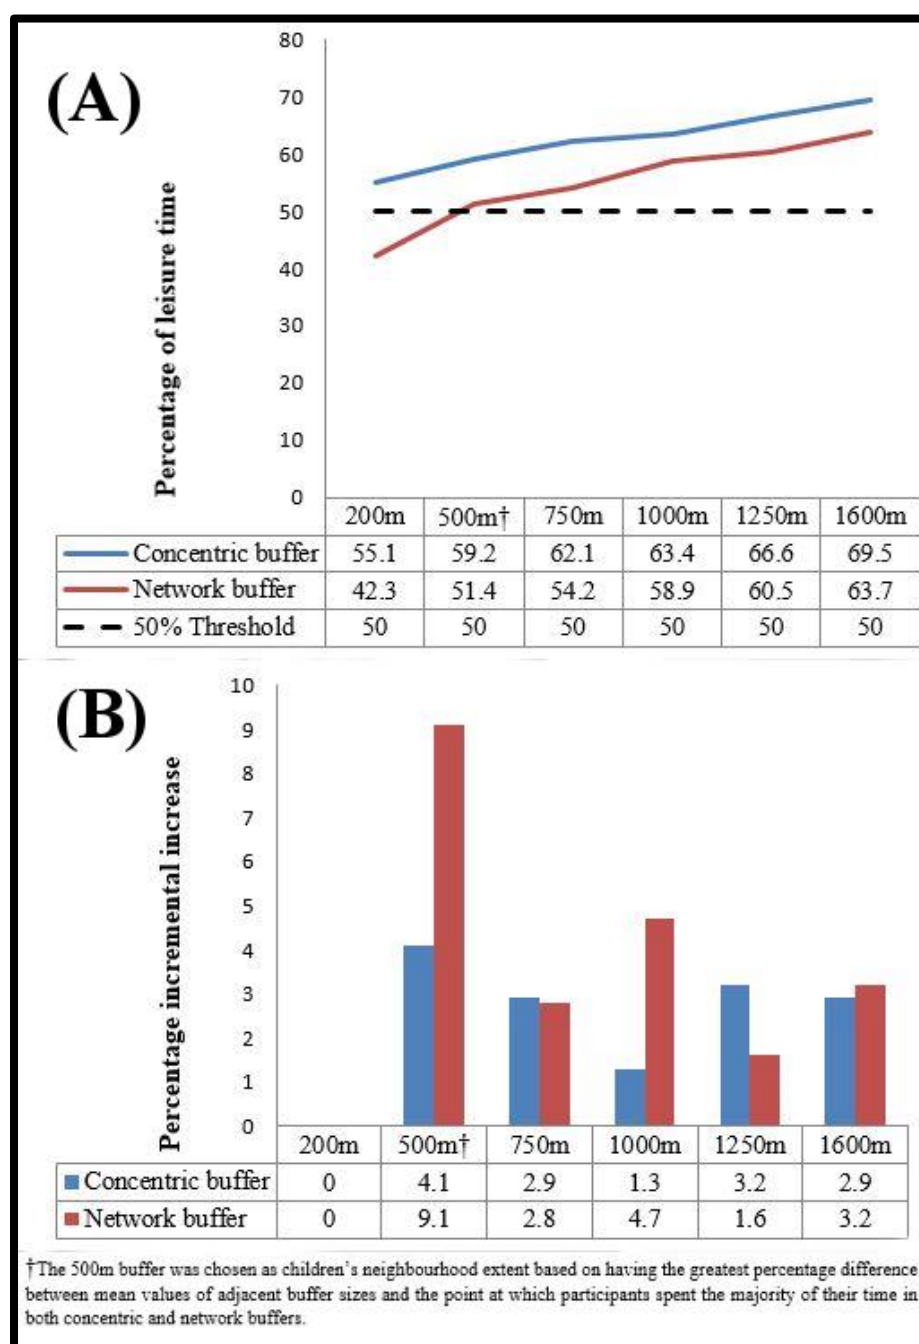 (A)
Percentage of leisure time
80
70
60
50
40
30
20
10
0
200m 500m† 750m 1000m 1250m 1600m
Concentric buffer 55.1 59.2 62.1 63.4 66.6 69.5
Network buffer 42.3 51.4 54.2 58.9 60.5 63.7
50% Threshold 50 50 50 50 50 50
(B)
Percentage incremental increase
10
9
8
7
6
5
4
3
2
1
0
200m 500m† 750m 1000m 1250m 1600m
Concentric buffer 0 4.1 2.9 1.3 3.2 2.9
Network buffer 0 9.1 2.8 4.7 1.6 3.2
†The 500m buffer was chosen as children’s neighbourhood extent based on having the greatest percentage difference
between mean values of adjacent buffer sizes and the point at which participants spent the majority of their time in
both concentric and network buffers.